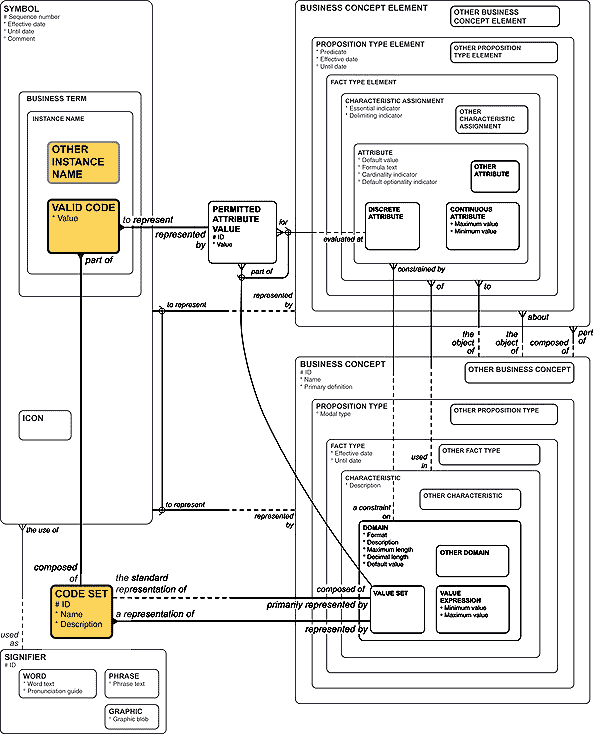 SYMBOL
# Sequence number
* Effective date
* Until date
* Comment
BUSINESS TERM
INSTANCE NAME
OTHER
INSTANCE
NAME
VALID CODE
* Value
part of
to represent
represented
by
PERMITTED
ATTRIBUTE
VALUE
# ID
* Value
for
part of
evaluated at
BUSINESS CONCEPT ELEMENT
OTHER BUSINESS
CONCEPT ELEMENT
PROPOSITION TYPE ELEMENT
* Predicate
* Effective date
* Until date
OTHER PROPOSITION
TYPE ELEMENT
FACT TYPE ELEMENT
CHARACTERISTIC ASSIGNMENT
* Essential indicator
* Delimiting indicator
OTHER
CHARACTERISTIC
ASSIGNMENT
ATTRIBUTE
* Default value
* Formula text
* Cardinality indicator
* Default optionality indicator
OTHER
ATTRIBUTE
DISCRETE
ATTRIBUTE
CONTINUOUS
ATTRIBUTE
* Maximum value
* Minimum value
constrained by
of
to
to represent
represented
by
about
the
object
of
the
object
of
composed
of
part
of
BUSINESS CONCEPT
# ID
* Name
* Primary definition
OTHER BUSINESS CONCEPT
PROPOSITION TYPE
* Modal type
OTHER PROPOSITION TYPE
FACT TYPE
* Effective date
* Until date
OTHER FACT TYPE
used
in
CHARACTERISTIC
* Description
OTHER CHARACTERISTIC
a constraint
on
DOMAIN
* Format
* Description
* Maximum length
* Decimal length
* Default value
OTHER DOMAIN
VALUE SET
VALUE
EXPRESSION
* Minimum value
* Maximum value
ICON
to represent
represented
by
the use of
composed
of
the standard
representation of
composed of
primarily represented by
a representation of
represented by
CODE SET
# ID
* Name
* Description
used
as
SIGNIFIER
# ID
WORD
* Word text
* Pronunciation guide
PHRASE
* Phrase text
GRAPHIC
* Graphic blob